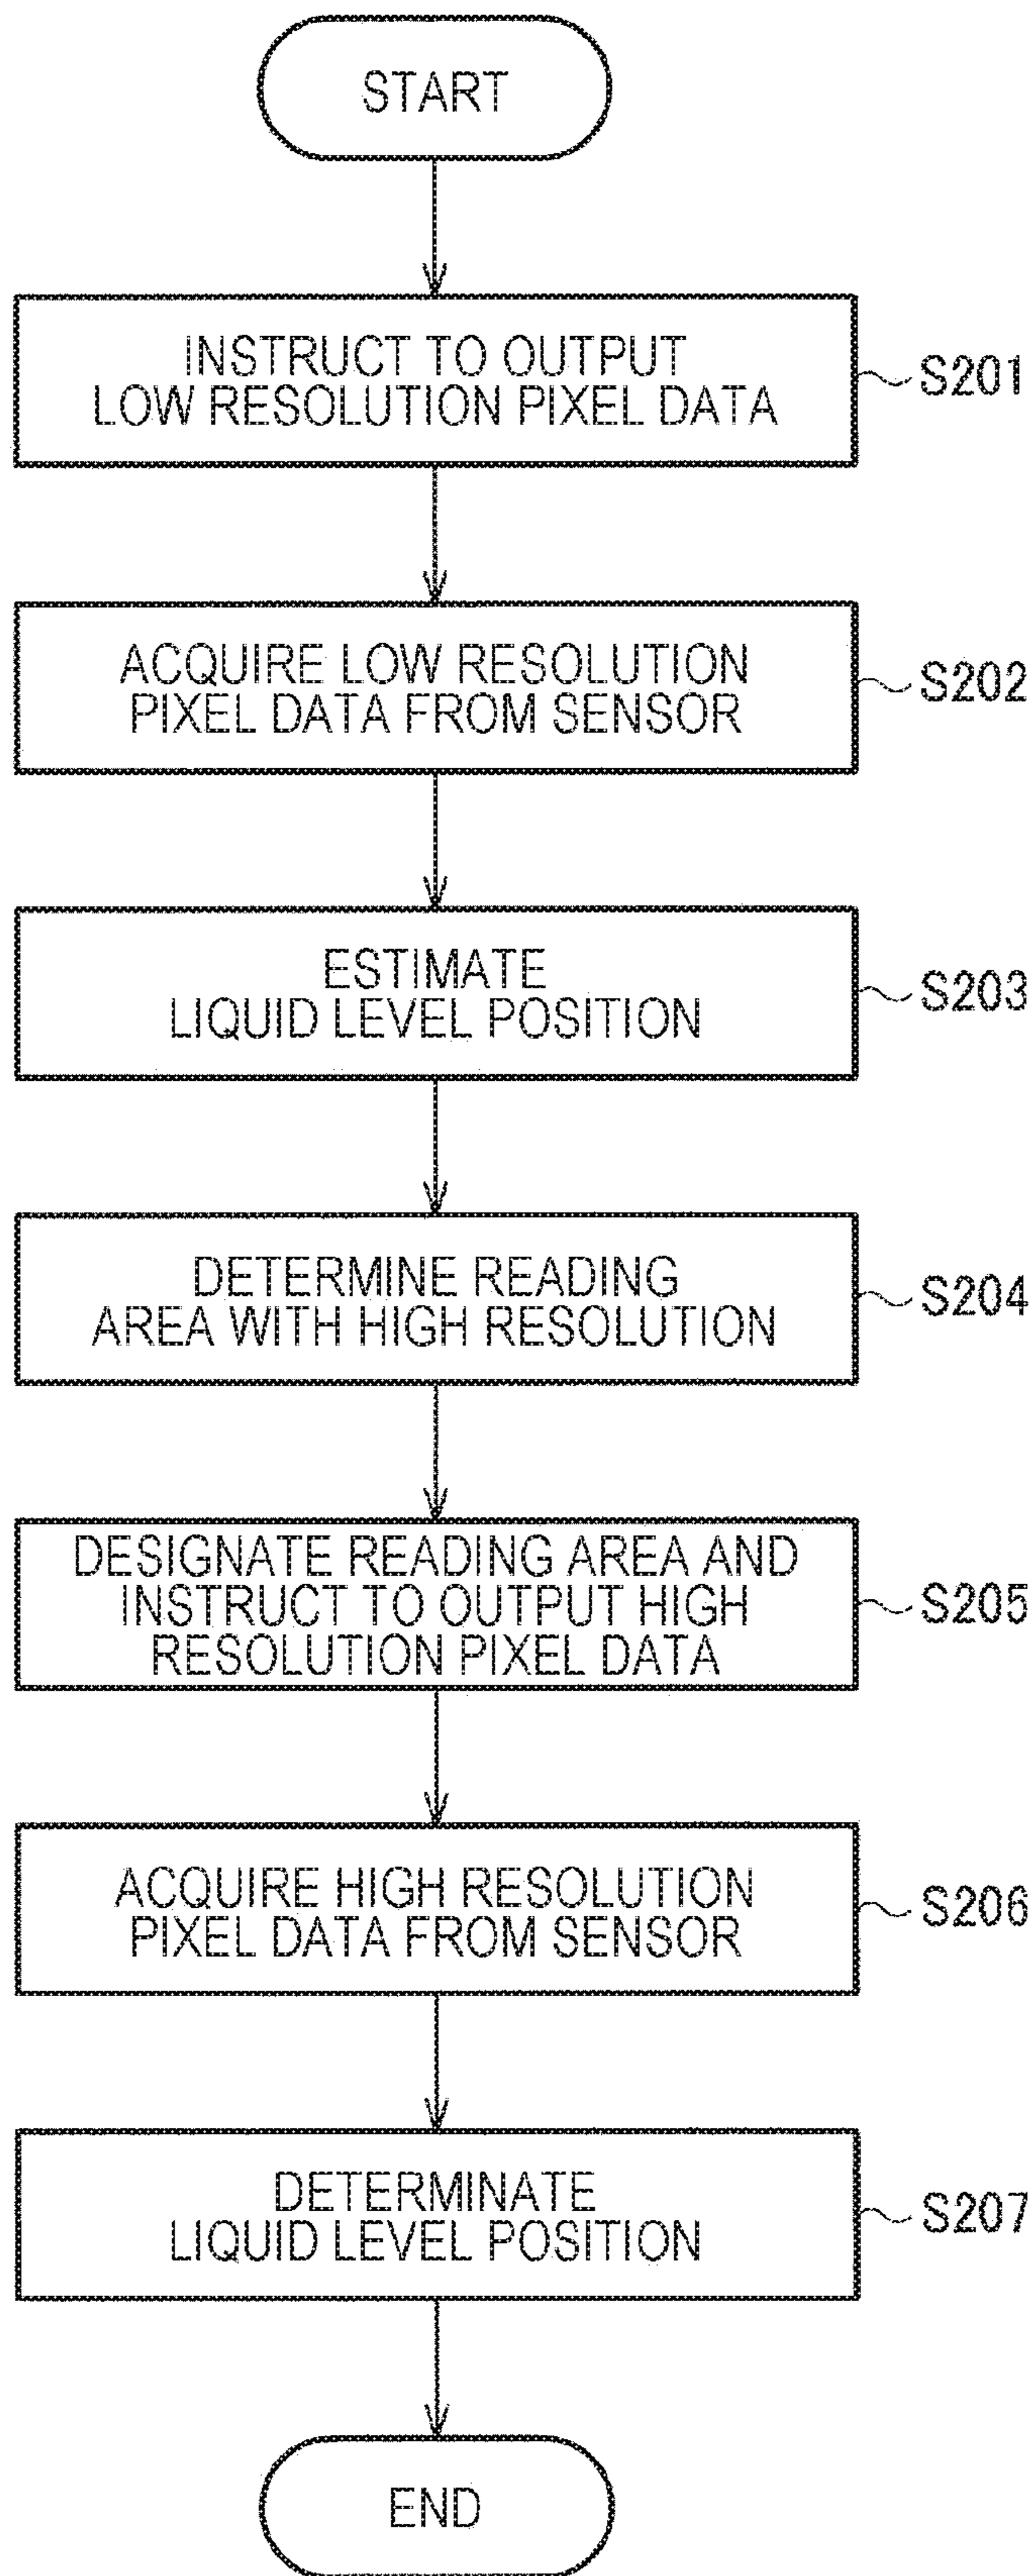 START
INSTRUCT TO OUTPUT
LOW RESOLUTION PIXEL DATA
S201
ACQUIRE LOW RESOLUTION
PIXEL DATA FROM SENSOR
S202
ESTIMATE
LIQUID LEVEL POSITION
S203
DETERMINE READING
AREA WITH HIGH RESOLUTION
S204
DESIGNATE READING AREA AND
INSTRUCT TO OUTPUT HIGH
RESOLUTION PIXEL DATA
S205
ACQUIRE HIGH RESOLUTION
PIXEL DATA FROM SENSOR
S206
DETERMINATE
LIQUID LEVEL POSITION
S207
END